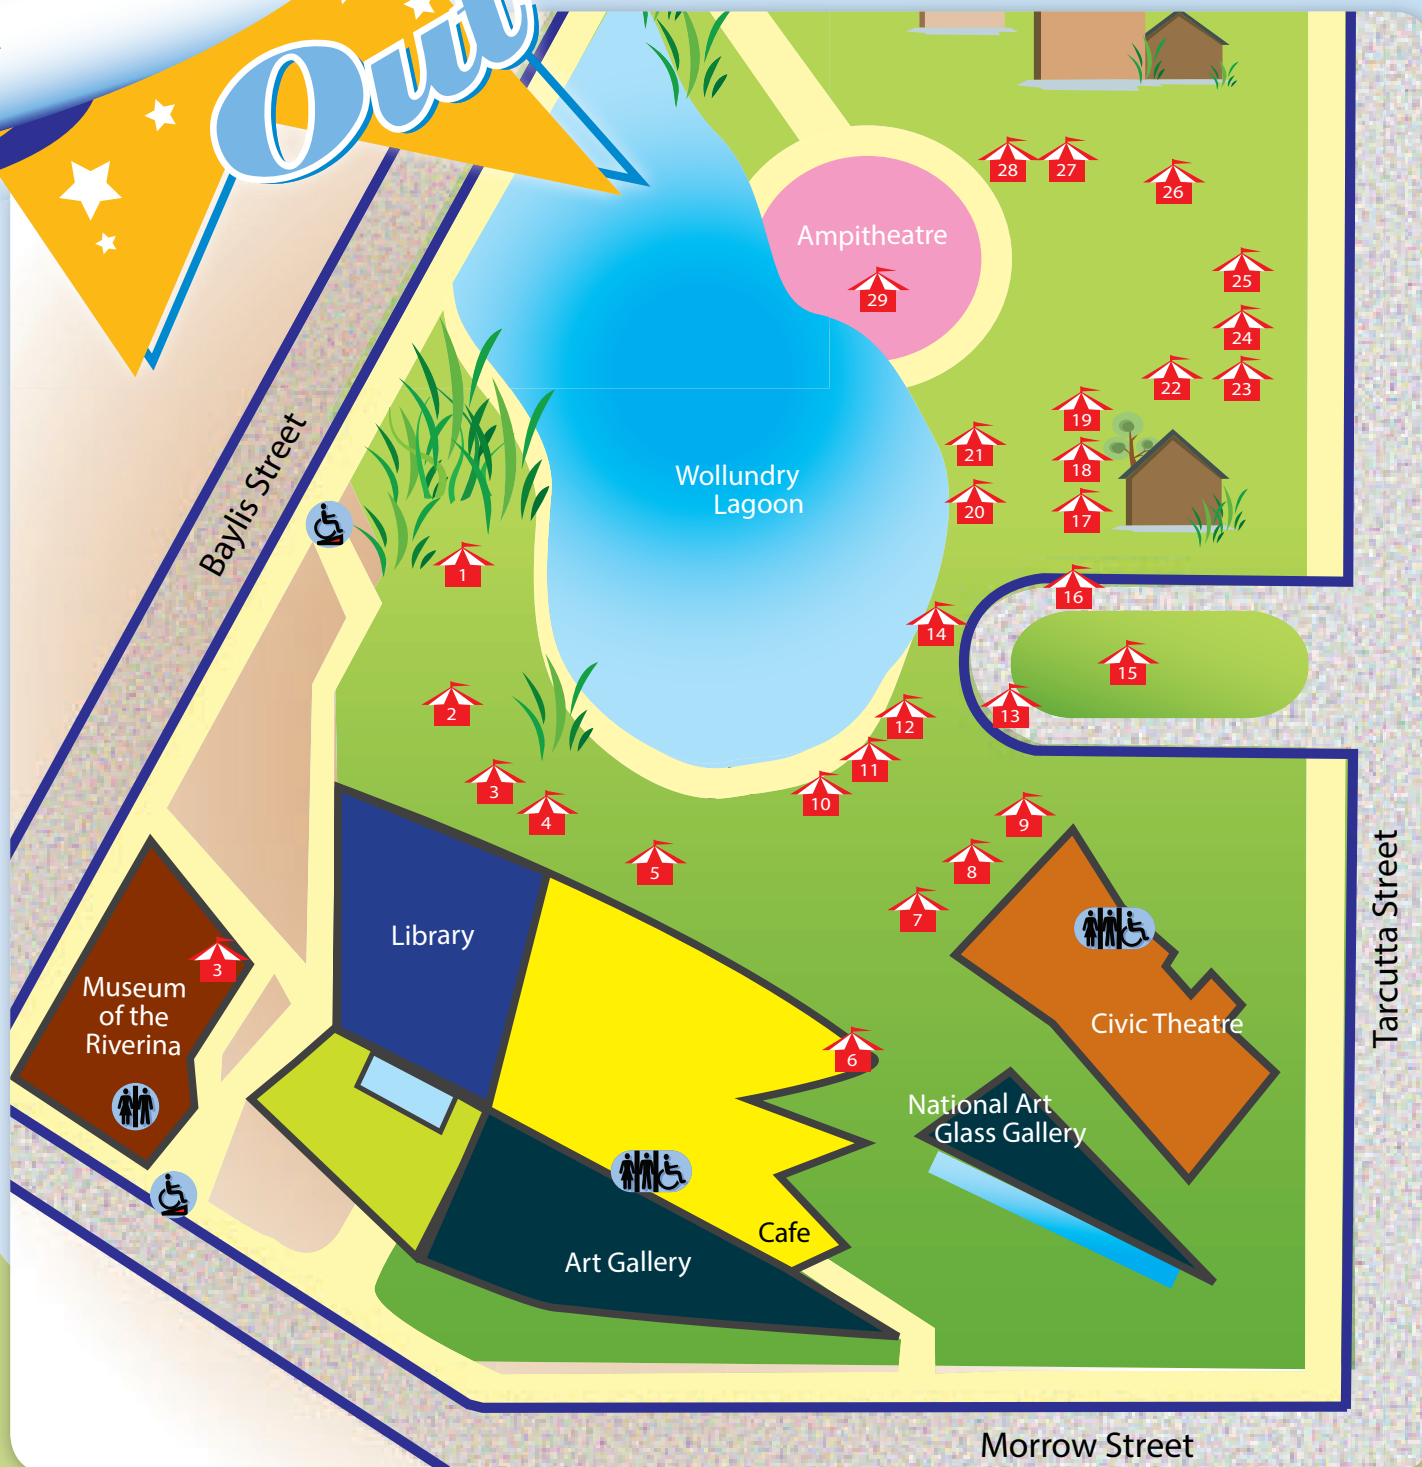 Out
28
27
26
Ampitheatre
29
25
24
22
23
19
21
18
20
17
Baylis Street
Wollundry
Lagoon
1
16
14
15
2
13
12
11
3
10
4
9
5
8
7
Library
3
Museum
of the
Riverina
6
Civic Theatre
Tarcutta Street
National Art
Glass Gallery
Cafe
Art Gallery
Morrow Street